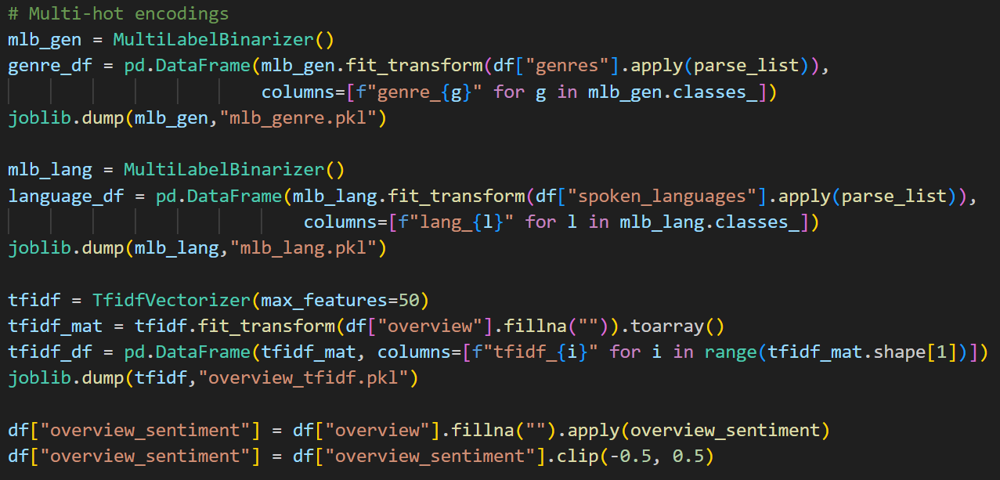 # Multi-hot encodings
mlb_gen = MultiLabelBinarizer()
genre_df = pd.DataFrame(mlb_gen.fit_transform(df["genres"].apply(parse_list)),
                        columns=[f"genre_{g}" for g in mlb_gen.classes_])
joblib.dump(mlb_gen,"mlb_genre.pkl")

mlb_lang = MultiLabelBinarizer()
language_df = pd.DataFrame(mlb_lang.fit_transform(df["spoken_languages"].apply(parse_list)),
                            columns=[f"lang_{l}" for l in mlb_lang.classes_])
joblib.dump(mlb_lang,"mlb_lang.pkl")

tfidf = TfidfVectorizer(max_features=50)
tfidf_mat = tfidf.fit_transform(df["overview"].fillna("")).toarray()
tfidf_df = pd.DataFrame(tfidf_mat, columns=[f"tfidf_{i}" for i in range(tfidf_mat.shape[1])])
joblib.dump(tfidf,"overview_tfidf.pkl")

df["overview_sentiment"] = df["overview"].fillna("").apply(overview_sentiment)
df["overview_sentiment"] = df["overview_sentiment"].clip(-0.5, 0.5)